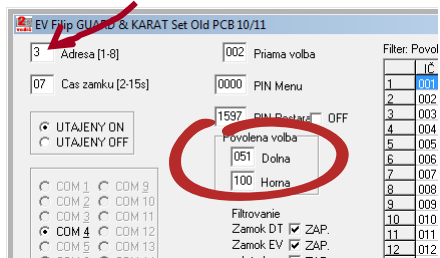 EV Filip GUARD & KARAT Set Old PCB 10/11
3 Adresa [1-8] 002 Priama volba Filter: Povol
07 Cas zamku [2-15s] 0000 PIN Menu IČ
1597 PIN Restara OFF
UTAJENY ON
UTAJENY OFF
Povolena volba
051 Dolna
100 Horna
COM 1 COM 9
COM 2 COM 10
COM 3 COM 11
COM 4 COM 12
COM 5 COM 13
Filtrovanie
Zamok DT ZAP.
Zamok EV ZAP.
1 001
2 002
3 003
4 004
5 005
6 006
7 007
8 008
9 009
10 010
11 011
12 012